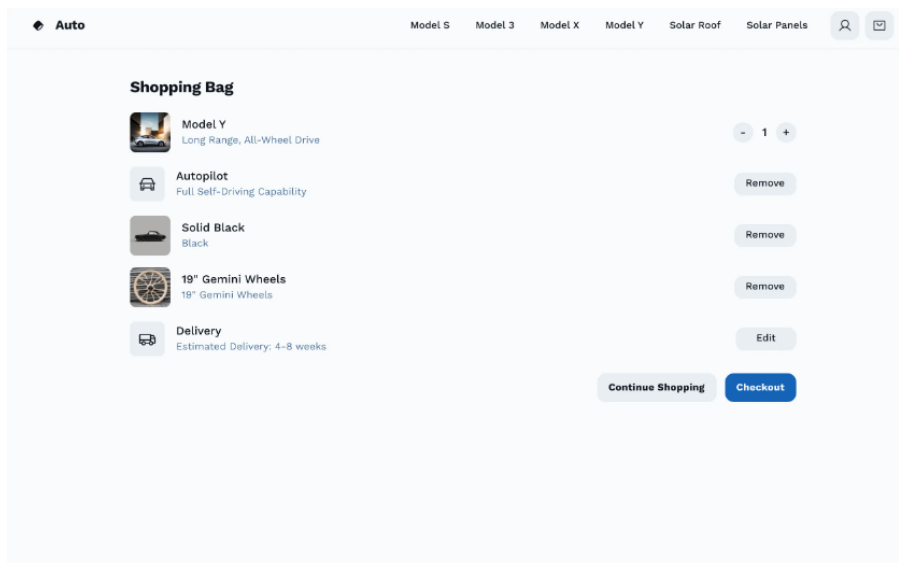 Auto
Model S
Model 3
Model X
Model Y
Solar Roof
Solar Panels
Shopping Bag
Model Y
Long Range, All-Wheel Drive
- 1 +
Autopilot
Full Self-Driving Capability
Remove
Solid Black
Black
Remove
19" Gemini Wheels
19" Gemini Wheels
Remove
Delivery
Estimated Delivery: 4-8 weeks
Edit
Continue Shopping
Checkout